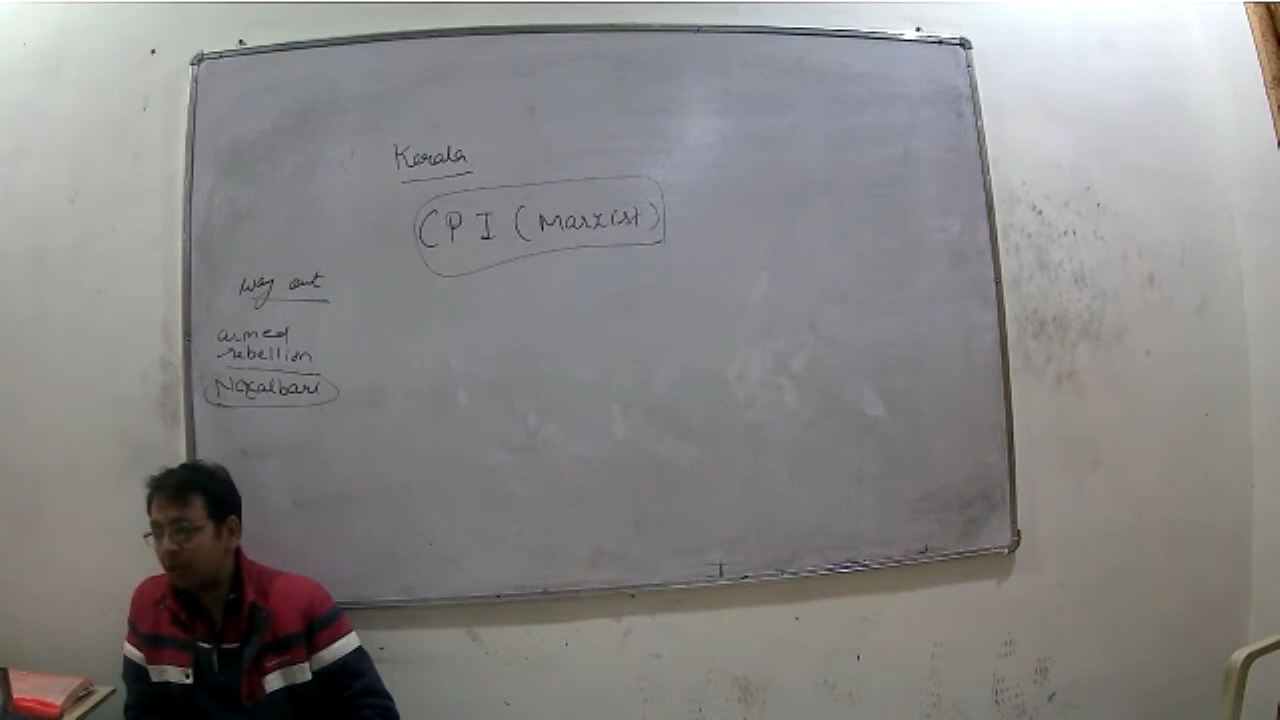 Kerala
CPI (Marxist)
way out
armed
rebellion
Naxalbari